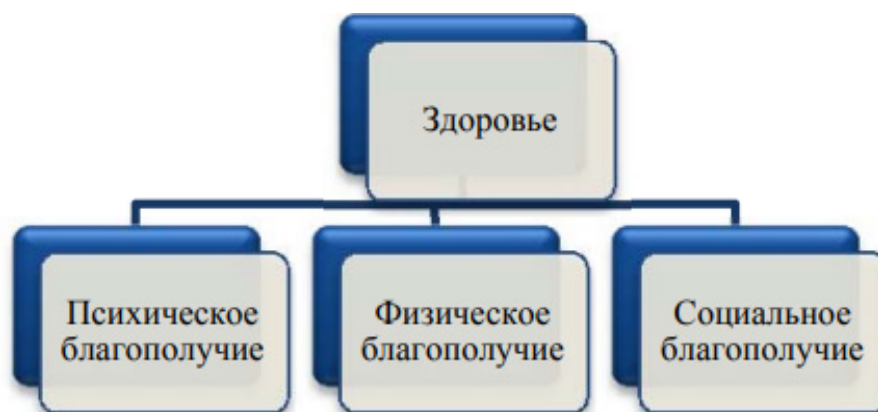 Здоровье
Психическое
благополучие
Физическое
благополучие
Социальное
благополучие